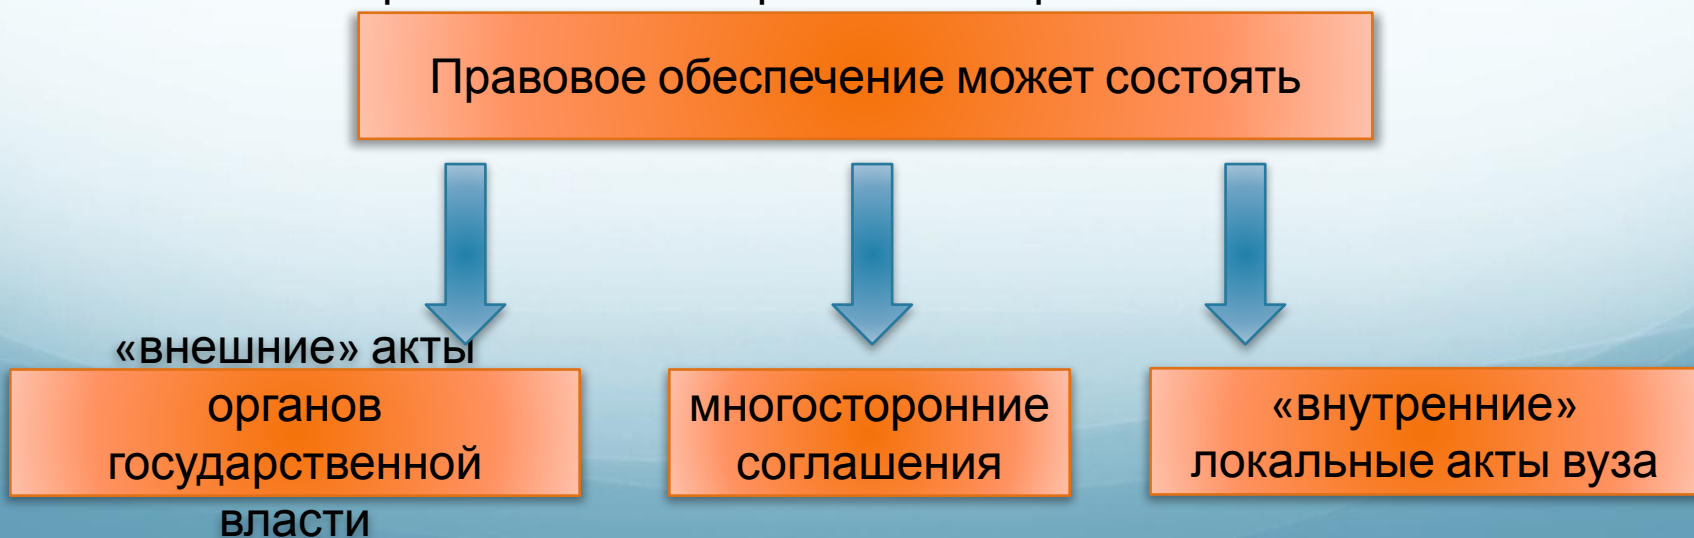 Правовое обеспечение может состоять
«внешние» акты
органов
государственной
власти
многосторонние
соглашения
«внутренние»
локальные акты вуза